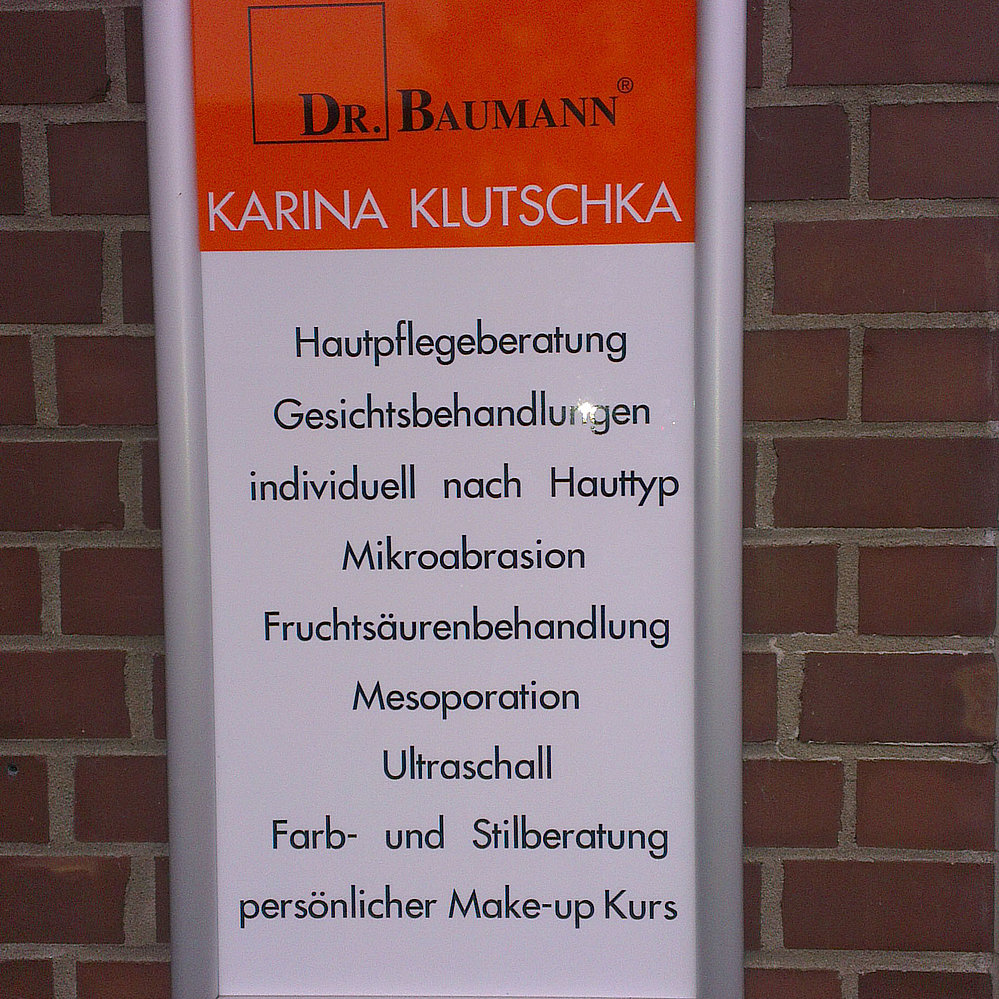 DR. BAUMANN®
KARINA KLUTSCHKA
Hautpflegeberatung
Gesichtsbehandlungen
individuell nach Hauttyp
Mikroabrasion
Fruchtsäurenbehandlung
Mesoporation
Ultraschall
Farb- und Stilberatung
persönlicher Make-up Kurs